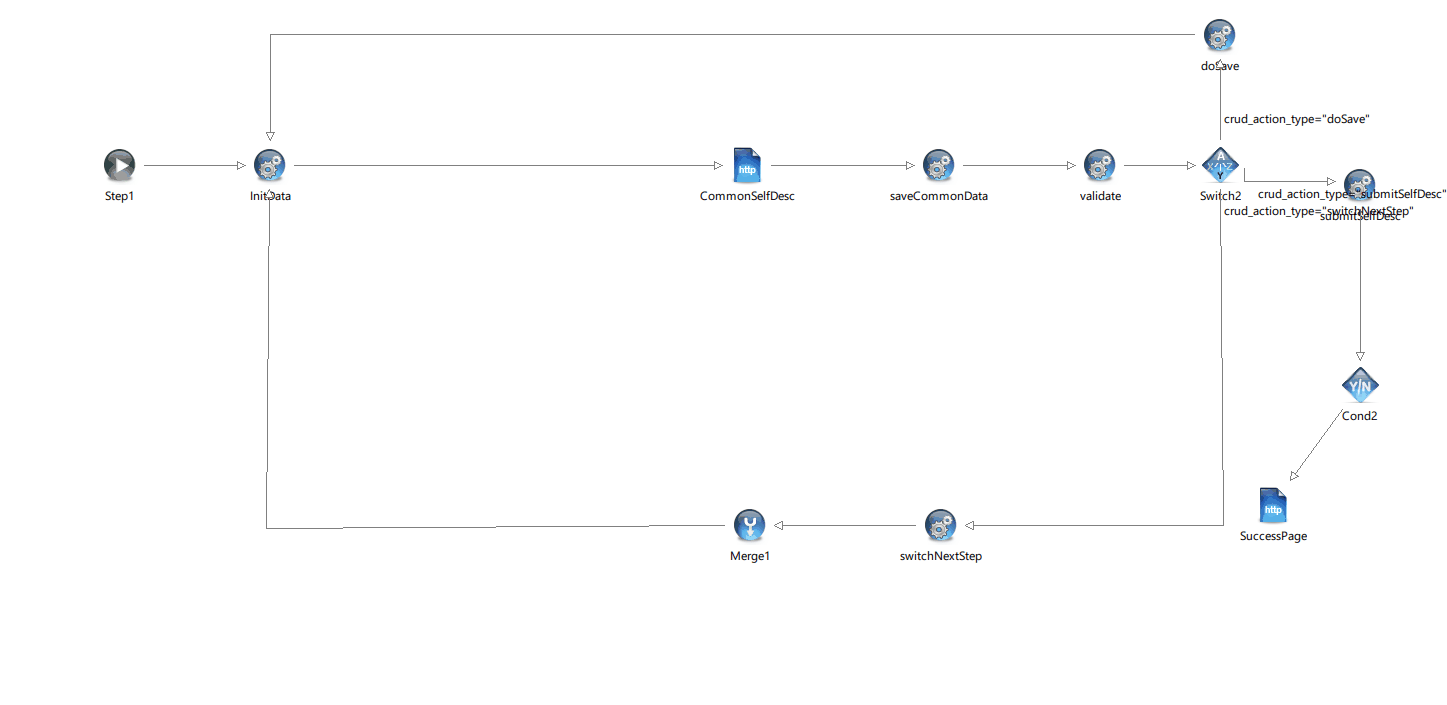 doSave
crud_action_type="doSave"
A
X Z
Y
http
Step1
InitData
CommonSelfDesc
saveCommonData
validate
Switch2
crud_action_type="submitSelfDesc"
crud_action_type="switchNextStep"
submitSelfDesc
Y/N
Cond2
http
SuccessPage
Merge1
switchNextStep